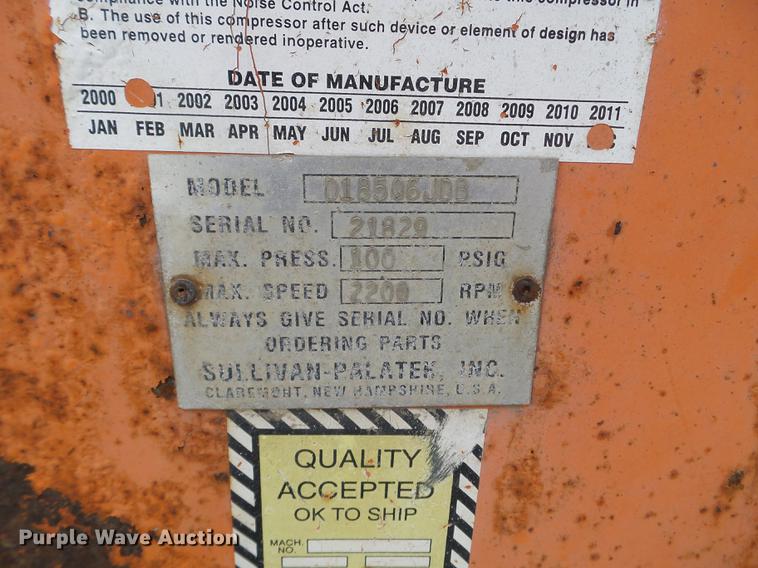 compliance with the Noise Control Act.
B. The use of this compressor after such device or element of design has
been removed or rendered inoperative.
DATE OF MANUFACTURE
2000 2002 2003 2004 2005 2006 2007 2008 2009 2010 2011
JAN FEB MAR APR MAY JUN JUL AUG SEP OCT NOV
MODEL
SERIAL NO. 21829
MAX. PRESS. 100 PSIG
MAX. SPEED 2200 RPM
ALWAYS GIVE SERIAL NO. WHEN
ORDERING PARTS
SULLIVAN-PALATEK, INC.
CLAREMONT, NEW HAMPSHIRE, U.S.A.
QUALITY
ACCEPTED
OK TO SHIP
MACH.
NO.
Purple Wave Auction